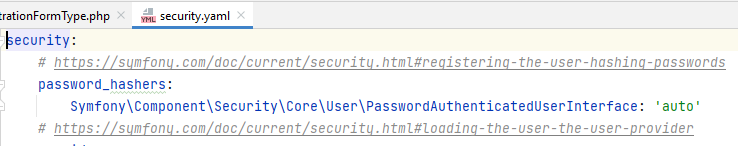 trationFormType.php security.yaml
security:
# https://symfony.com/doc/current/security.html#registering-the-user-hashing-passwords
password_hashers:
Symfony\Component\Security\Core\User\PasswordAuthenticatedUserInterface: 'auto'
# https://symfony.com/doc/current/security.html#loading-the-user-the-user-provider